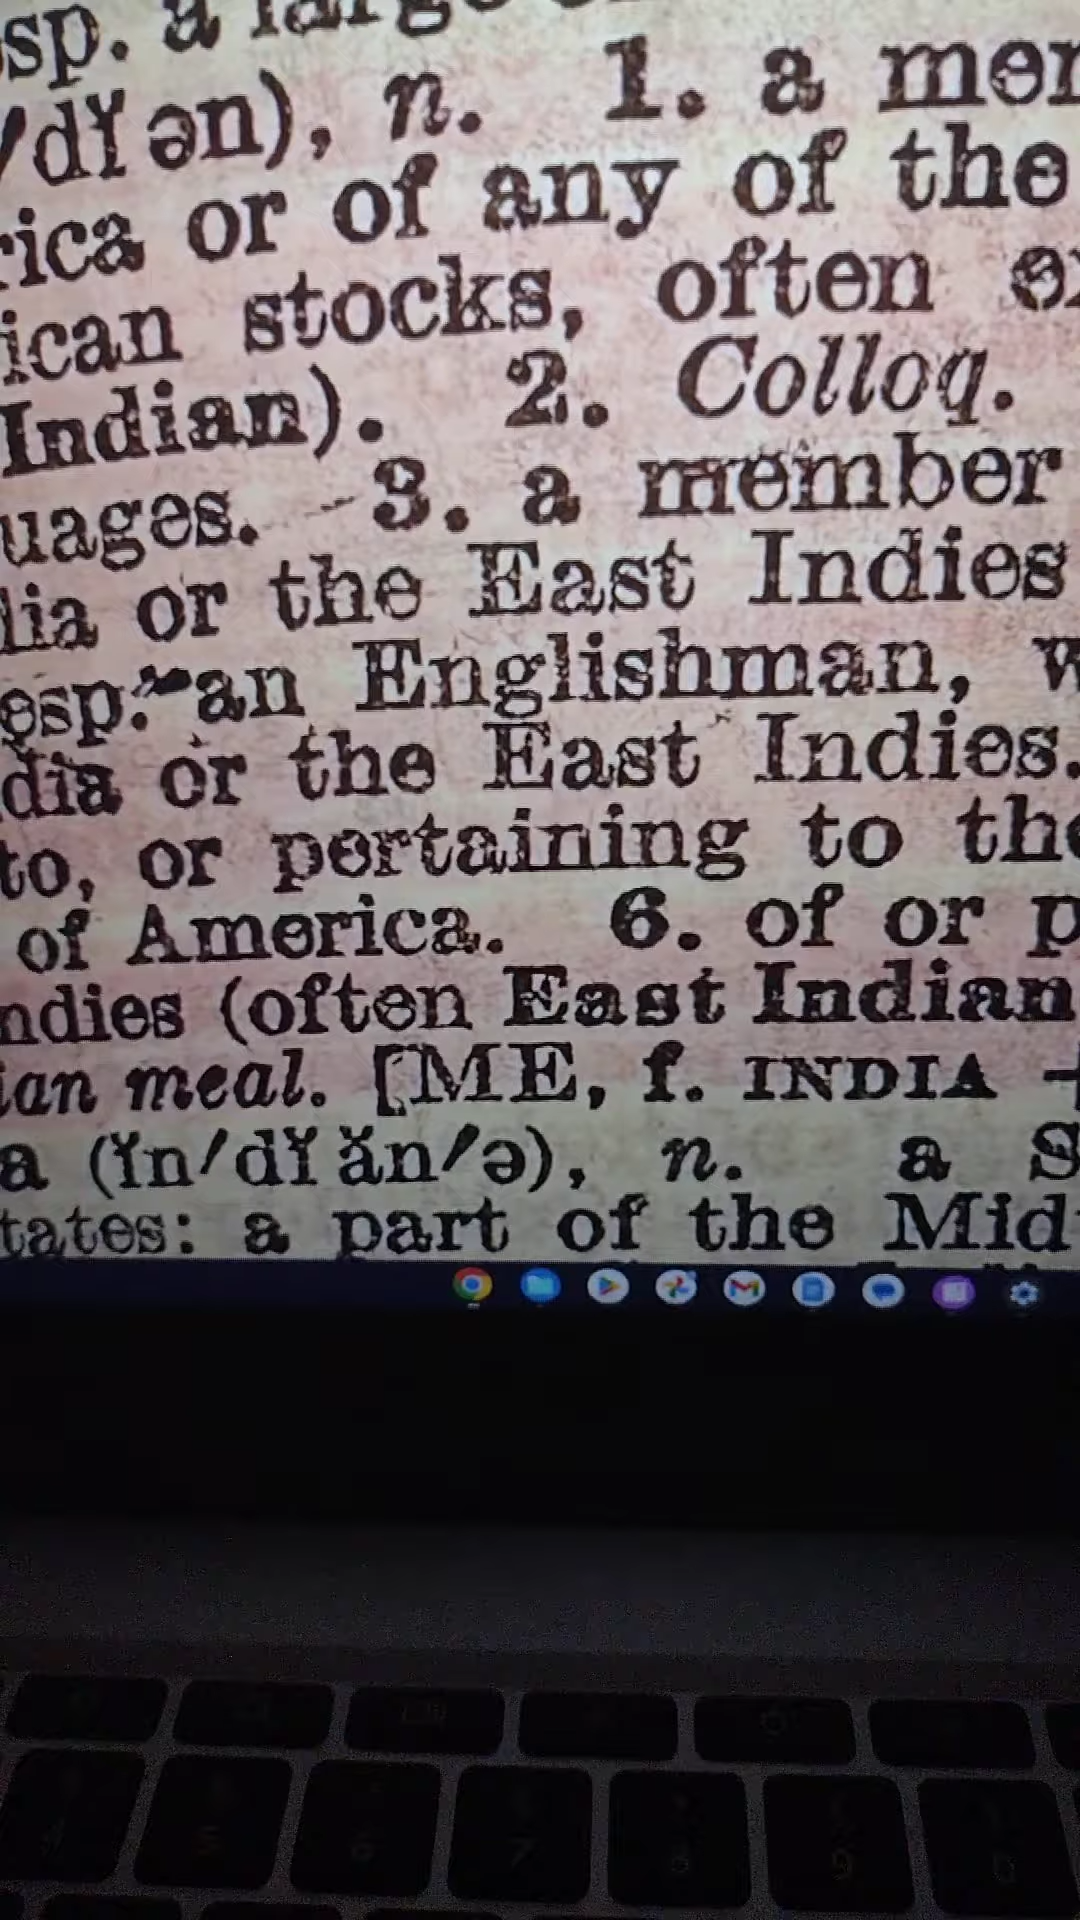 esp. a large
/dĭ ən), n. 1. a mem
rica or of any of the
ican stocks, often ex
Indian). 2. Colloq.
uages. 3. a member
dia or the East Indies
esp. an Englishman, w
dia or the East Indies.
to, or pertaining to the
of America. 6. of or p
ndies (often East Indian
ian meal. [ME, f. INDIA +
a (ĭn/dĭ ăn/ə), n. a S
tates: a part of the Mid